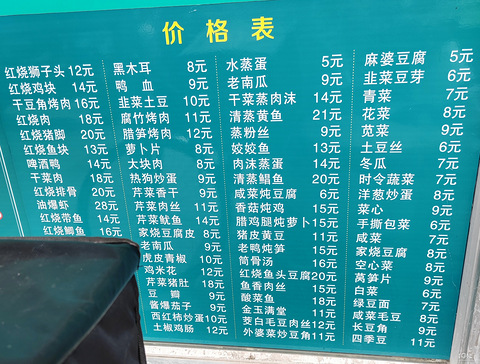 价格表
红烧狮子头 12元
红烧鸡块 14元
干豆角烤肉 16元
红烧肉 18元
红烧猪脚 20元
红烧鱼块 13元
啤酒鸭 14元
干菜肉 18元
红烧排骨 20元
油爆虾 28元
红烧带鱼 14元
红烧鲫鱼 16元
黑木耳 8元
鸭血 9元
韭菜土豆 10元
腐竹烤肉 11元
腊笋烤肉 12元
萝卜片 8元
大块肉 8元
热狗炒蛋 9元
芹菜香干 9元
芹菜肉丝 11元
芹菜鱿鱼 14元
家烧豆腐皮 8元
老南瓜 9元
虎皮青椒 10元
鸡米花 12元
芹菜猪肚 18元
豆瓣 9元
酱爆茄子 9元
西红柿炒蛋 10元
土椒鸡肠 12元
水蒸蛋 5元
老南瓜 9元
干菜蒸肉沫 14元
清蒸黄鱼 21元
蒸粉丝 9元
姣姣鱼 13元
肉沫蒸蛋 14元
清蒸鲳鱼 20元
咸菜炖豆腐 6元
香菇炖鸡 15元
腊鸡腿炖萝卜 15元
猪皮黄豆 11元
老鸭炖笋 15元
筒骨汤 16元
红烧鱼头豆腐 20元
鱼香肉丝 15元
酸菜鱼 18元
金玉满堂 11元
茭白毛豆肉丝 12元
外婆菜炒豆角 11元
麻婆豆腐 5元
韭菜豆芽 6元
青菜 7元
花菜 8元
苋菜 9元
土豆丝 6元
冬瓜 7元
时令蔬菜 7元
洋葱炒蛋 8元
菜心 9元
手撕包菜 6元
咸菜 7元
家烧豆腐 8元
空心菜 8元
莴笋片 9元
白菜 6元
绿豆面 7元
咸菜毛豆 8元
长豆角 9元
四季豆 11元